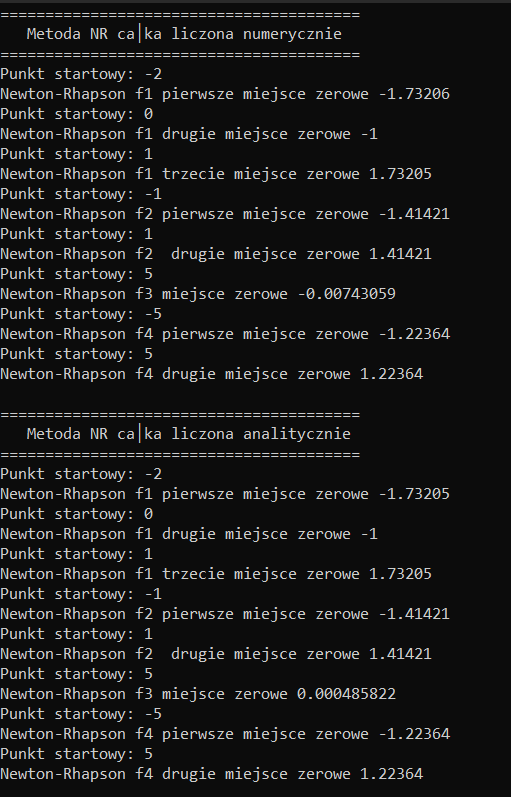 ========================================
Metoda NR ca│ka liczona numerycznie
========================================
Punkt startowy: -2
Newton-Rhapson f1 pierwsze miejsce zerowe -1.73206
Punkt startowy: 0
Newton-Rhapson f1 drugie miejsce zerowe -1
Punkt startowy: 1
Newton-Rhapson f1 trzecie miejsce zerowe 1.73205
Punkt startowy: -1
Newton-Rhapson f2 pierwsze miejsce zerowe -1.41421
Punkt startowy: 1
Newton-Rhapson f2  drugie miejsce zerowe 1.41421
Punkt startowy: 5
Newton-Rhapson f3 miejsce zerowe -0.00743059
Punkt startowy: -5
Newton-Rhapson f4 pierwsze miejsce zerowe -1.22364
Punkt startowy: 5
Newton-Rhapson f4 drugie miejsce zerowe 1.22364
========================================
Metoda NR ca│ka liczona analitycznie
========================================
Punkt startowy: -2
Newton-Rhapson f1 pierwsze miejsce zerowe -1.73205
Punkt startowy: 0
Newton-Rhapson f1 drugie miejsce zerowe -1
Punkt startowy: 1
Newton-Rhapson f1 trzecie miejsce zerowe 1.73205
Punkt startowy: -1
Newton-Rhapson f2 pierwsze miejsce zerowe -1.41421
Punkt startowy: 1
Newton-Rhapson f2  drugie miejsce zerowe 1.41421
Punkt startowy: 5
Newton-Rhapson f3 miejsce zerowe 0.000485822
Punkt startowy: -5
Newton-Rhapson f4 pierwsze miejsce zerowe -1.22364
Punkt startowy: 5
Newton-Rhapson f4 drugie miejsce zerowe 1.22364